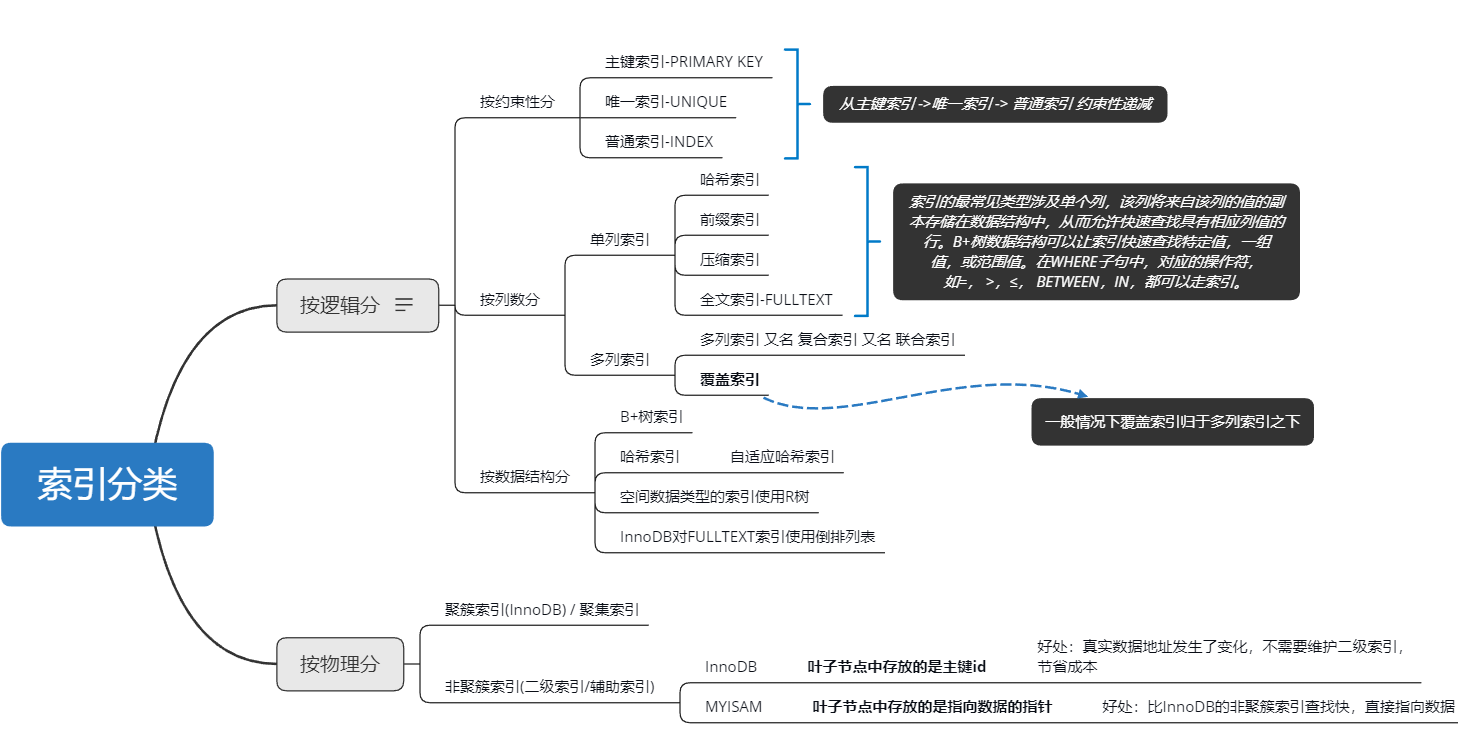 索引分类
按逻辑分
按约束性分
主键索引-PRIMARY KEY
唯一索引-UNIQUE
普通索引-INDEX
从主键索引->唯一索引-> 普通索引 约束性递减
按列数分
单列索引
哈希索引
前缀索引
压缩索引
全文索引-FULLTEXT
索引的最常见类型涉及单个列，该列将来自该列的值的副
本存储在数据结构中，从而允许快速查找具有相应列值的
行。B+树数据结构可以让索引快速查找特定值，一组
值，或范围值。在WHERE子句中，对应的操作符，
如=，>，≤， BETWEEN，IN，都可以走索引。
多列索引
多列索引 又名 复合索引 又名 联合索引
覆盖索引
一般情况下覆盖索引归于多列索引之下
按数据结构分
B+树索引
哈希索引
自适应哈希索引
空间数据类型的索引使用R树
InnoDB对FULLTEXT索引使用倒排列表
按物理分
聚簇索引(InnoDB) / 聚集索引
非聚簇索引(二级索引/辅助索引)
InnoDB
叶子节点中存放的是主键id
好处：真实数据地址发生了变化，不需要维护二级索引，
节省成本
MYISAM
叶子节点中存放的是指向数据的指针
好处：比InnoDB的非聚簇索引查找快，直接指向数据